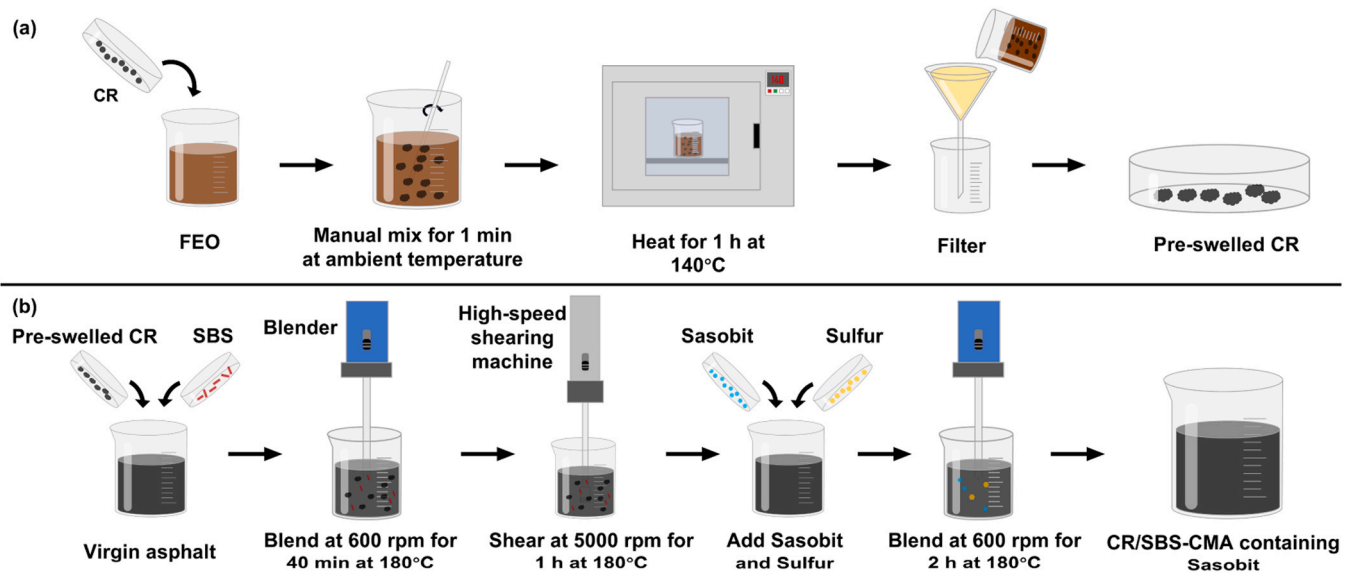 (a)
CR
FEO
Manual mix for 1 min
at ambient temperature
140
Heat for 1 h at
140°C
Filter
Pre-swelled CR
(b)
Pre-swelled CR
SBS
Virgin asphalt
Blender
Blend at 600 rpm for
40 min at 180°C
High-speed
shearing
machine
Shear at 5000 rpm for
1 h at 180°C
Sasobit
Sulfur
Add Sasobit
and Sulfur
Blend at 600 rpm for
2 h at 180°C
CR/SBS-CMA containing
Sasobit